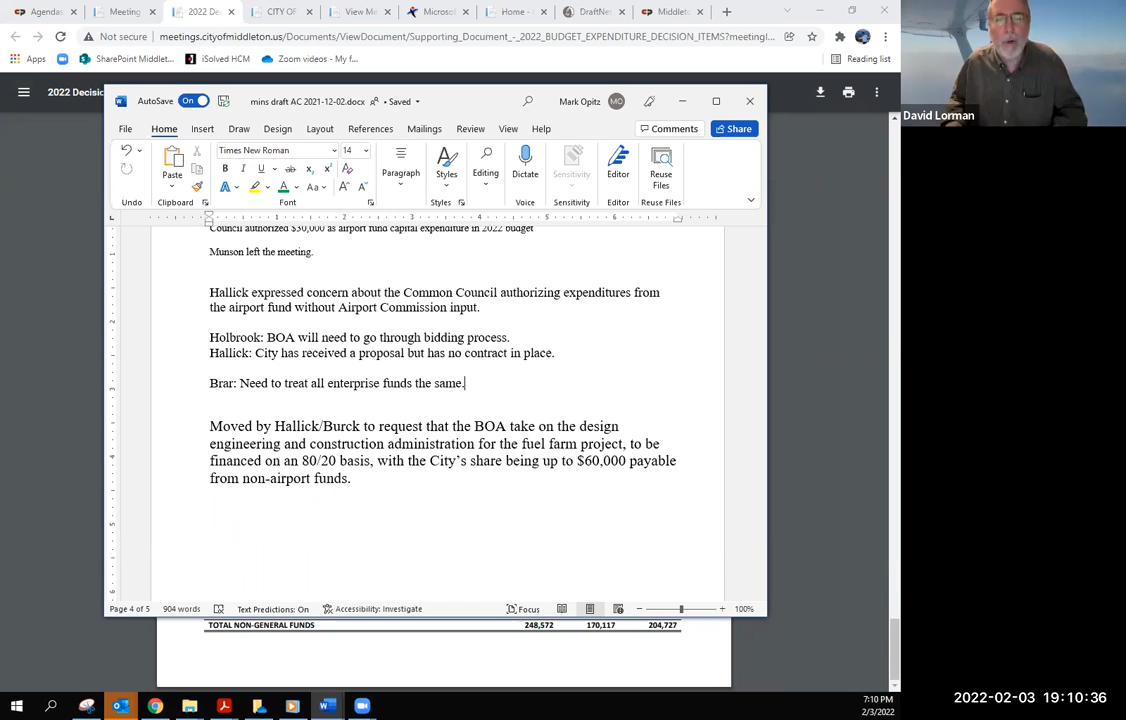 Agendas
Meeting
2022 Dec
CITY OF
View Me
Microso
Home -
DraftNe
Middlet
Not secure
meetings.cityofmiddleton.us/Documents/ViewDocument/Supporting_Document_-_2022_BUDGET_EXPENDITURE_DECISION_ITEMS?meetingI...
Apps
SharePoint Middlet...
iSolved HCM
Zoom videos - My f...
Reading list
2022 Decisio
AutoSave On
mins draft AC 2021-12-02.docx
• Saved
Mark Opitz
MO
File Home Insert Draw Design Layout References Mailings Review View Help
Comments
Share
Times New Roman
14
Paste
Paragraph
Styles
Editing
Dictate
Sensitivity
Editor
Reuse
Files
Undo
Clipboard
Font
Styles
Voice
Sensitivity
Editor
Reuse Files
Council authorized $30,000 as airport fund capital expenditure in 2022 budget
Munson left the meeting.
Hallick expressed concern about the Common Council authorizing expenditures from
the airport fund without Airport Commission input.
Holbrook: BOA will need to go through bidding process.
Hallick: City has received a proposal but has no contract in place.
Brar: Need to treat all enterprise funds the same.
Moved by Hallick/Burck to request that the BOA take on the design
engineering and construction administration for the fuel farm project, to be
financed on an 80/20 basis, with the City’s share being up to $60,000 payable
from non-airport funds.
Page 4 of 5
904 words
Text Predictions: On
Accessibility: Investigate
Focus
100%
TOTAL NON-GENERAL FUNDS 248,572 170,117 204,727
7:10 PM
2/3/2022
David Lorman
2022-02-03 19:10:36